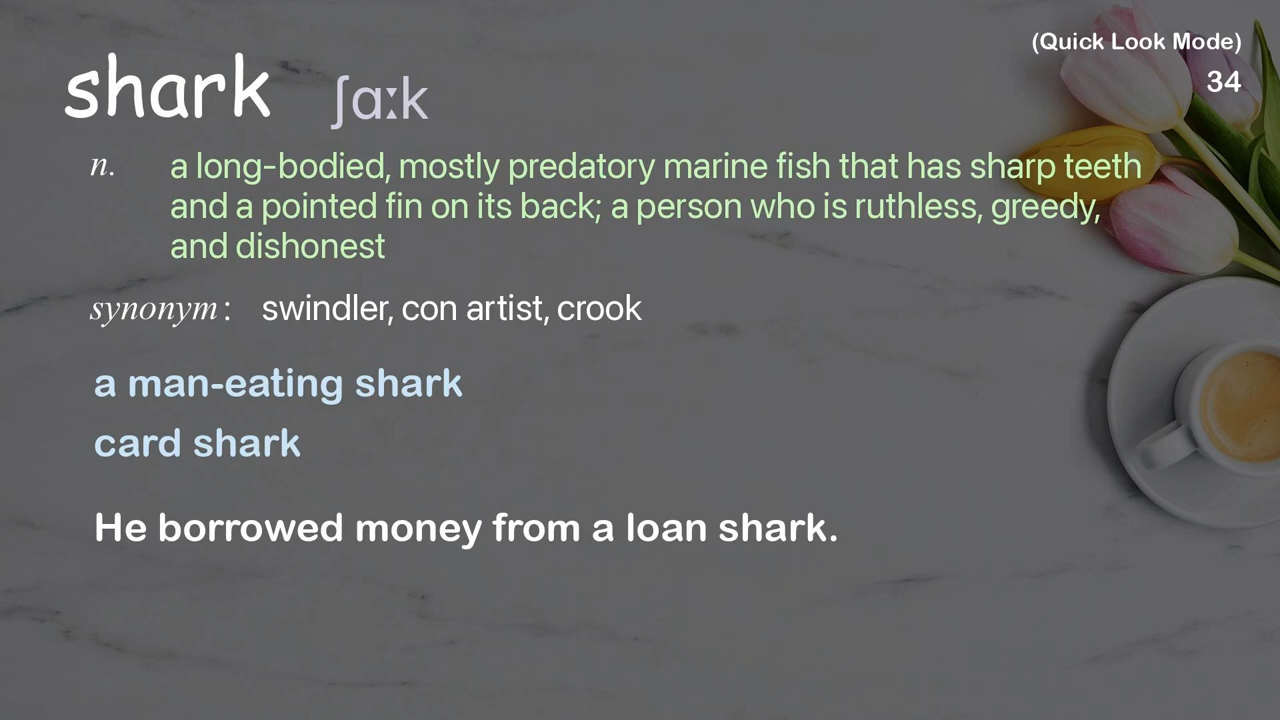 (Quick Look Mode)
34
shark ʃɑːk
n. a long-bodied, mostly predatory marine fish that has sharp teeth
and a pointed fin on its back; a person who is ruthless, greedy,
and dishonest
synonym: swindler, con artist, crook
a man-eating shark
card shark
He borrowed money from a loan shark.